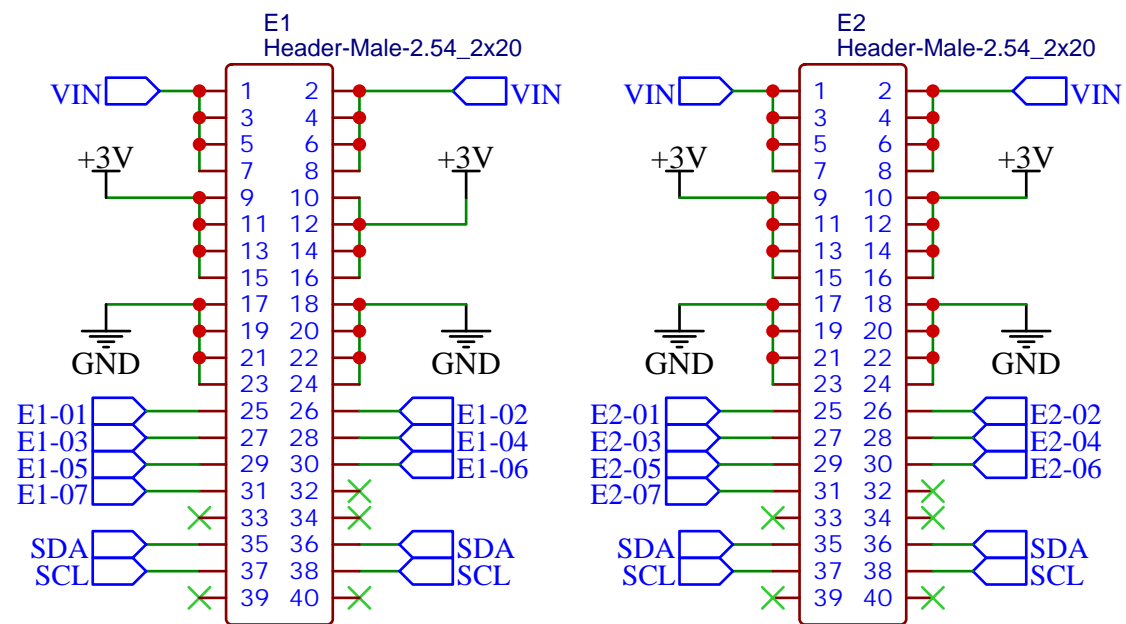 E1 E2
Header-Male-2.54_2x20 Header-Male-2.54_2x20
VIN 1 2 VIN VIN 1 2 VIN
3 4 3 4
5 6 5 6
+3V 7 8 +3V +3V 7 8 +3V
9 10 9 10
11 12 11 12
13 14 13 14
15 16 15 16
17 18 17 18
19 20 19 20
GND 21 22 GND GND 21 22 GND
23 24 23 24
E1-01 25 26 E1-02 E2-01 25 26 E2-02
E1-03 27 28 E1-04 E2-03 27 28 E2-04
E1-05 29 30 E1-06 E2-05 29 30 E2-06
E1-07 31 32 E2-07 31 32
33 34 33 34
SDA 35 36 SDA SDA 35 36 SDA
SCL 37 38 SCL SCL 37 38 SCL
39 40 39 40